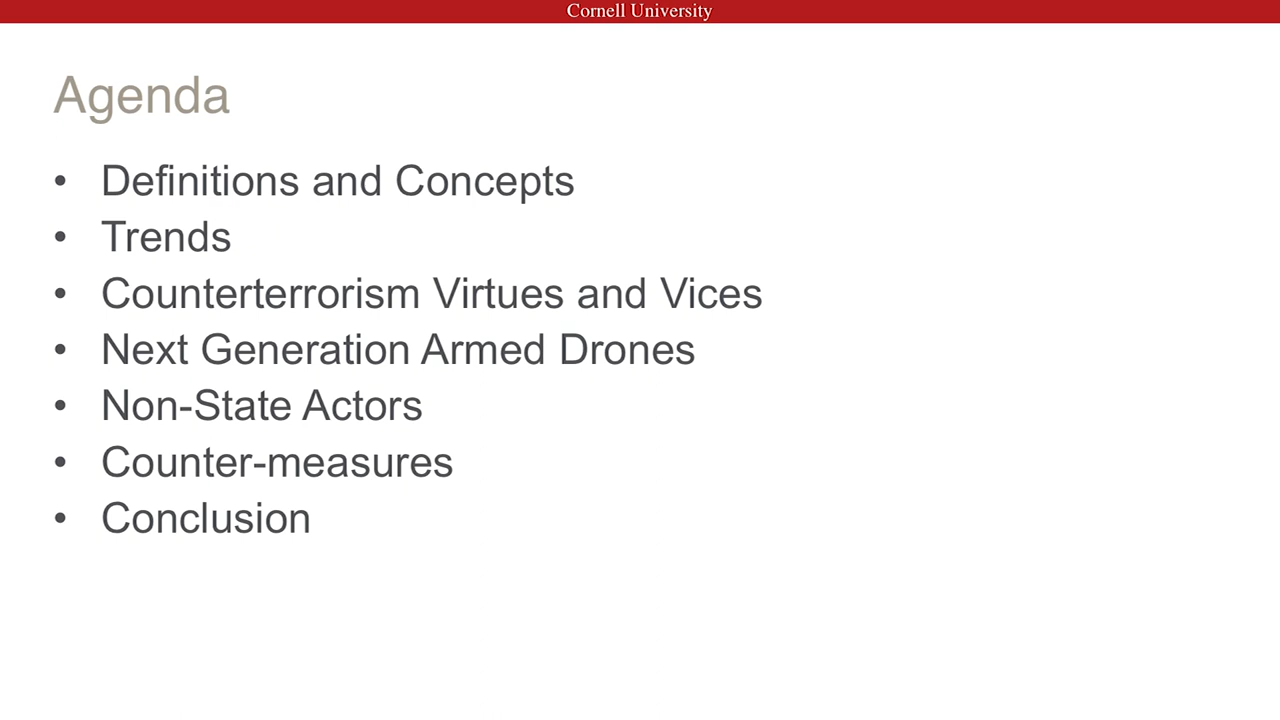 Cornell University
Agenda
• Definitions and Concepts
• Trends
• Counterterrorism Virtues and Vices
• Next Generation Armed Drones
• Non-State Actors
• Counter-measures
• Conclusion